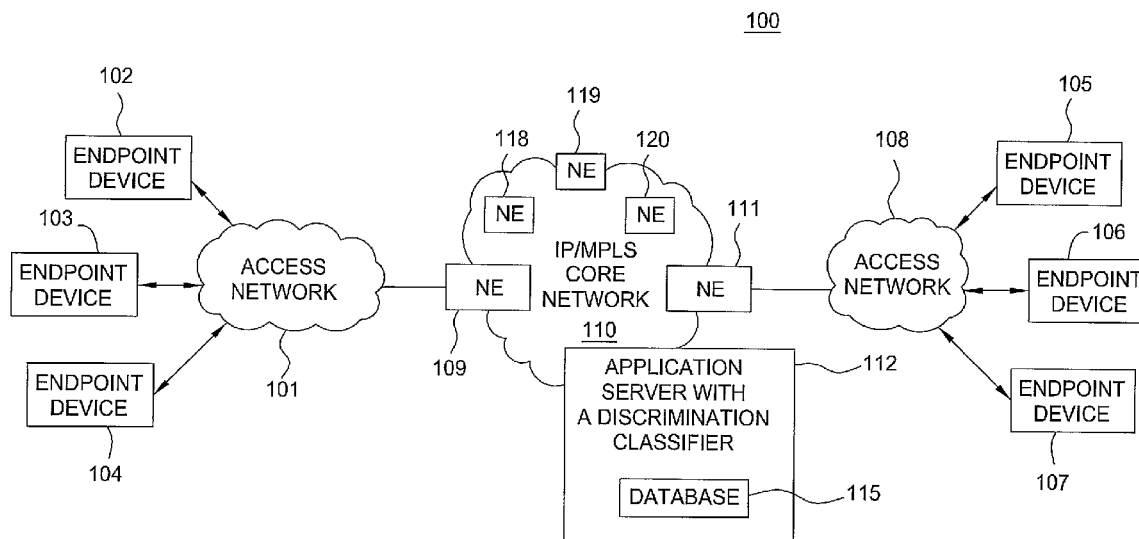 100
102
ENDPOINT
DEVICE
103
ENDPOINT
DEVICE
ENDPOINT
DEVICE
104
ACCESS
NETWORK
101
119
118
120
NE
NE
NE
IP/MPLS
CORE
NETWORK
NE
NE
109
110
111
APPLICATION
SERVER WITH
A DISCRIMINATION
CLASSIFIER
112
DATABASE
115
108
ACCESS
NETWORK
105
ENDPOINT
DEVICE
106
ENDPOINT
DEVICE
ENDPOINT
DEVICE
107